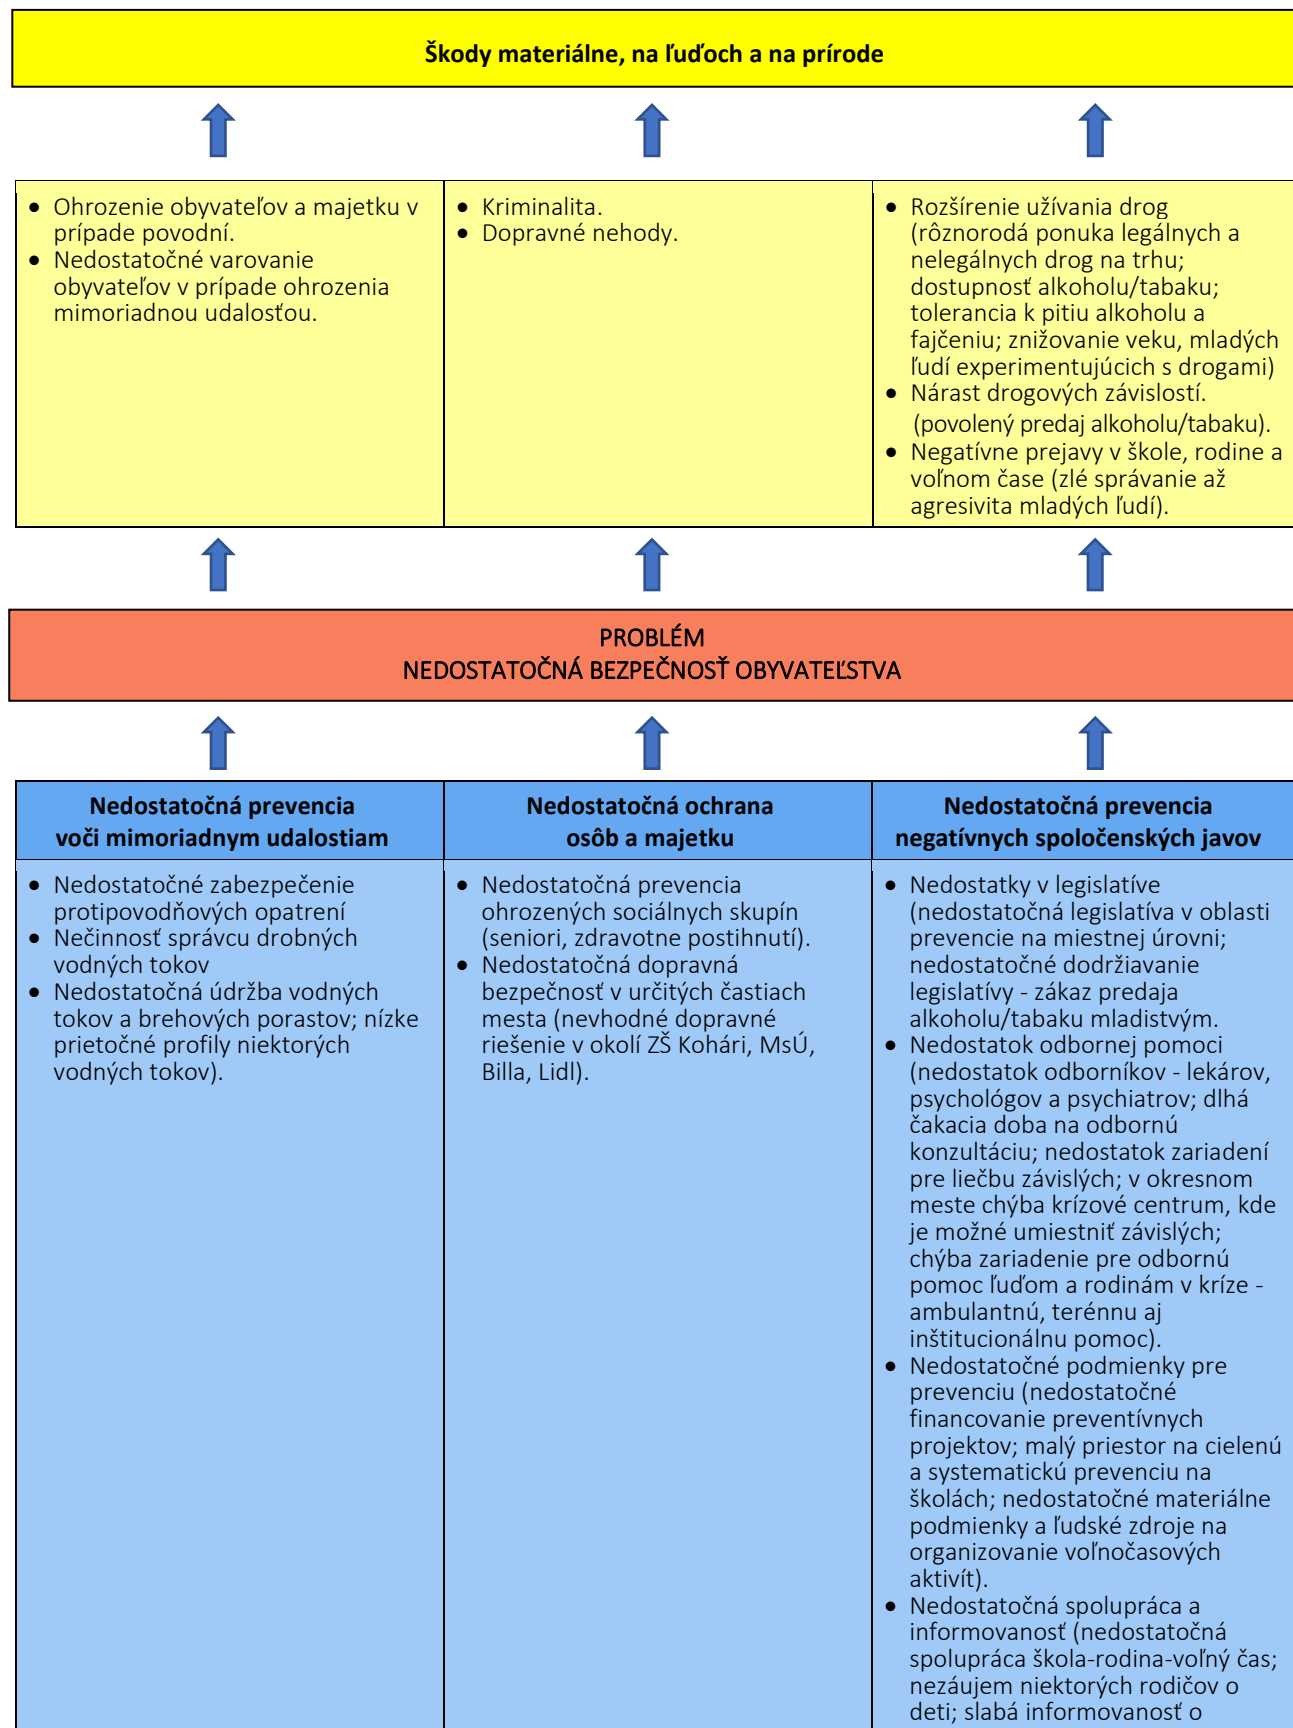 Škody materiálne, na ľuďoch a na prírode
• Ohrozenie obyvateľov a majetku v
prípade povodní.
• Nedostatočné varovanie
obyvateľov v prípade ohrozenia
mimoriadnou udalosťou.
• Kriminalita.
• Dopravné nehody.
• Rozšírenie užívania drog
(rôznorodá ponuka legálnych a
nelegálnych drog na trhu;
dostupnosť alkoholu/tabaku;
tolerancia k pitiu alkoholu a
fajčeniu; znižovanie veku, mladých
ľudí experimentujúcich s drogami)
• Nárast drogových závislostí.
(povolený predaj alkoholu/tabaku).
• Negatívne prejavy v škole, rodine a
voľnom čase (zlé správanie až
agresivita mladých ľudí).
PROBLÉM
NEDOSTATOČNÁ BEZPEČNOSŤ OBYVATEĽSTVA
Nedostatočná prevencia
voči mimoriadnym udalostiam
• Nedostatočné zabezpečenie
protipovodňových opatrení
• Nečinnosť správcu drobných
vodných tokov
• Nedostatočná údržba vodných
tokov a brehových porastov; nízke
prietočné profily niektorých
vodných tokov).
Nedostatočná ochrana
osôb a majetku
• Nedostatočná prevencia
ohrozených sociálnych skupín
(seniori, zdravotne postihnutí).
• Nedostatočná dopravná
bezpečnosť v určitých častiach
mesta (nevhodné dopravné
riešenie v okolí ZŠ Kohári, MsÚ,
Billa, Lidl).
Nedostatočná prevencia
negatívnych spoločenských javov
• Nedostatky v legislatíve
(nedostatočná legislatíva v oblasti
prevencie na miestnej úrovni;
nedostatočné dodržiavanie
legislatívy - zákaz predaja
alkoholu/tabaku mladistvým.
• Nedostatok odbornej pomoci
(nedostatok odborníkov - lekárov,
psychológov a psychiatrov; dlhá
čakacia doba na odbornú
konzultáciu; nedostatok zariadení
pre liečbu závislých; v okresnom
meste chýba krízové centrum, kde
je možné umiestniť závislých;
chýba zariadenie pre odbornú
pomoc ľuďom a rodinám v kríze -
ambulantnú, terénnu aj
inštitucionálnu pomoc).
• Nedostatočné podmienky pre
prevenciu (nedostatočné
financovanie preventívnych
projektov; malý priestor na cielenú
a systematickú prevenciu na
školách; nedostatočné materiálne
podmienky a ľudské zdroje na
organizovanie voľnočasových
aktivít).
• Nedostatočná spolupráca a
informovanosť (nedostatočná
spolupráca škola-rodina-voľný čas;
nezáujem niektorých rodičov o
deti; slabá informovanosť o